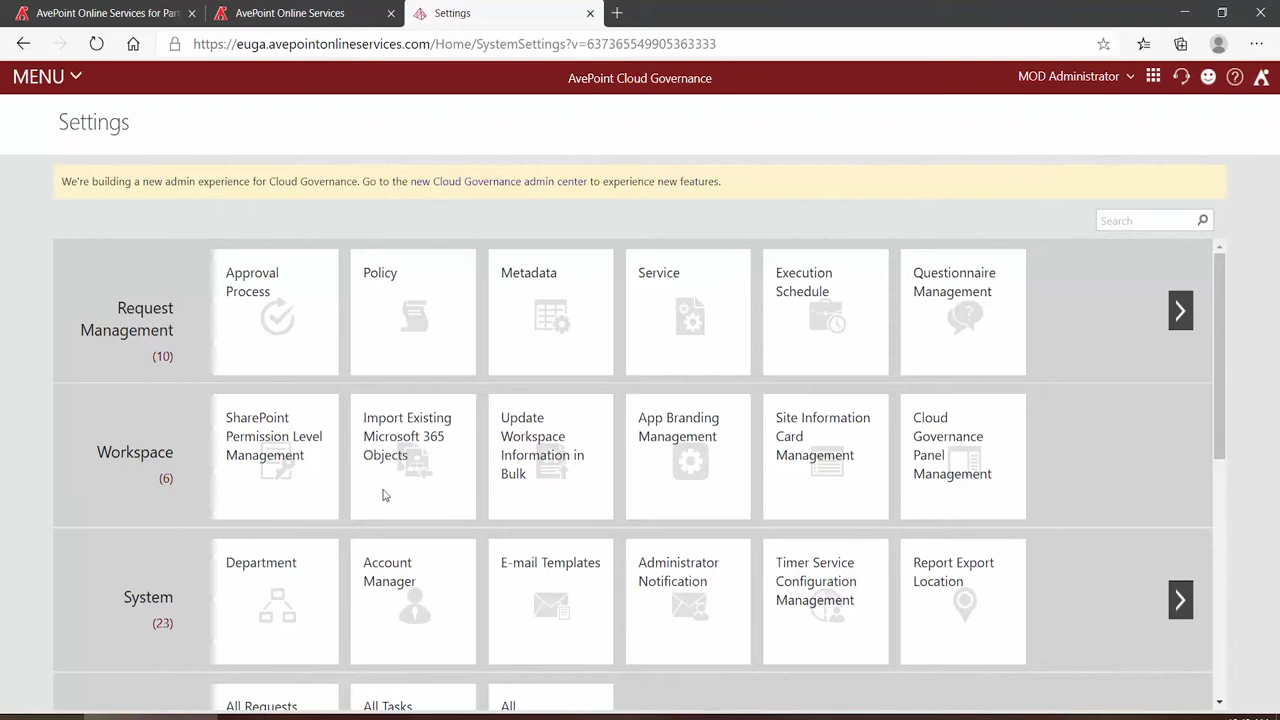 AvePoint Online Services for Part
AvePoint Online Services
Settings
https://euga.avepointonlineservices.com/Home/SystemSettings?v=637365549905363333
MENU
AvePoint Cloud Governance
MOD Administrator
Settings
We're building a new admin experience for Cloud Governance. Go to the new Cloud Governance admin center to experience new features.
Search
Request
Management
(10)
Approval
Process
Policy
Metadata
Service
Execution
Schedule
Questionnaire
Management
Workspace
(6)
SharePoint
Permission Level
Management
Import Existing
Microsoft 365
Objects
Update
Workspace
Information in
Bulk
App Branding
Management
Site Information
Card
Management
Cloud
Governance
Panel
Management
System
(23)
Department
Account
Manager
E-mail Templates
Administrator
Notification
Timer Service
Configuration
Management
Report Export
Location
All Requests
All Tasks
All